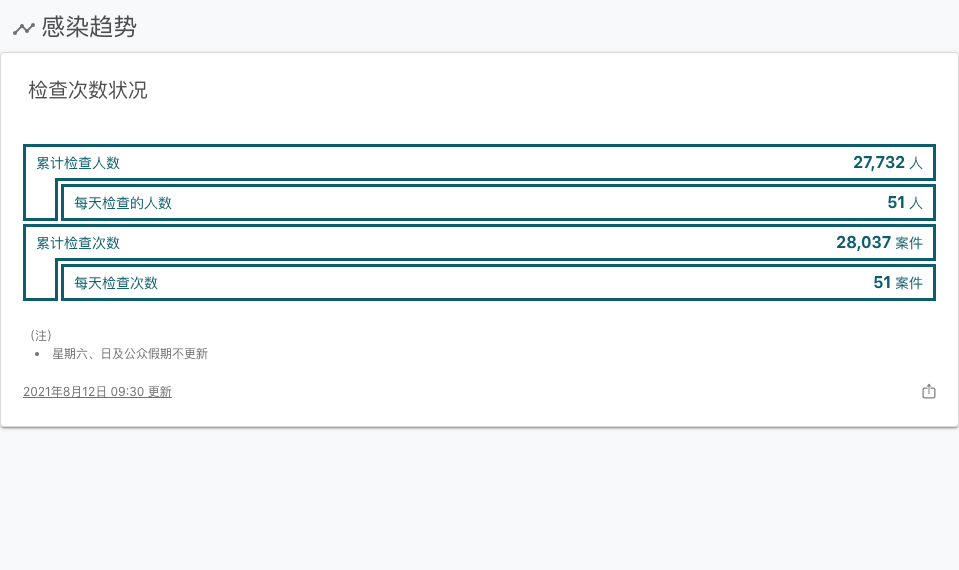 感染趋势
检查次数状况
累计检查人数 27,732 人
每天检查的人数 51 人
累计检查次数 28,037 案件
每天检查次数 51 案件
（注）
• 星期六、日及公众假期不更新
2021年8月12日 09:30 更新